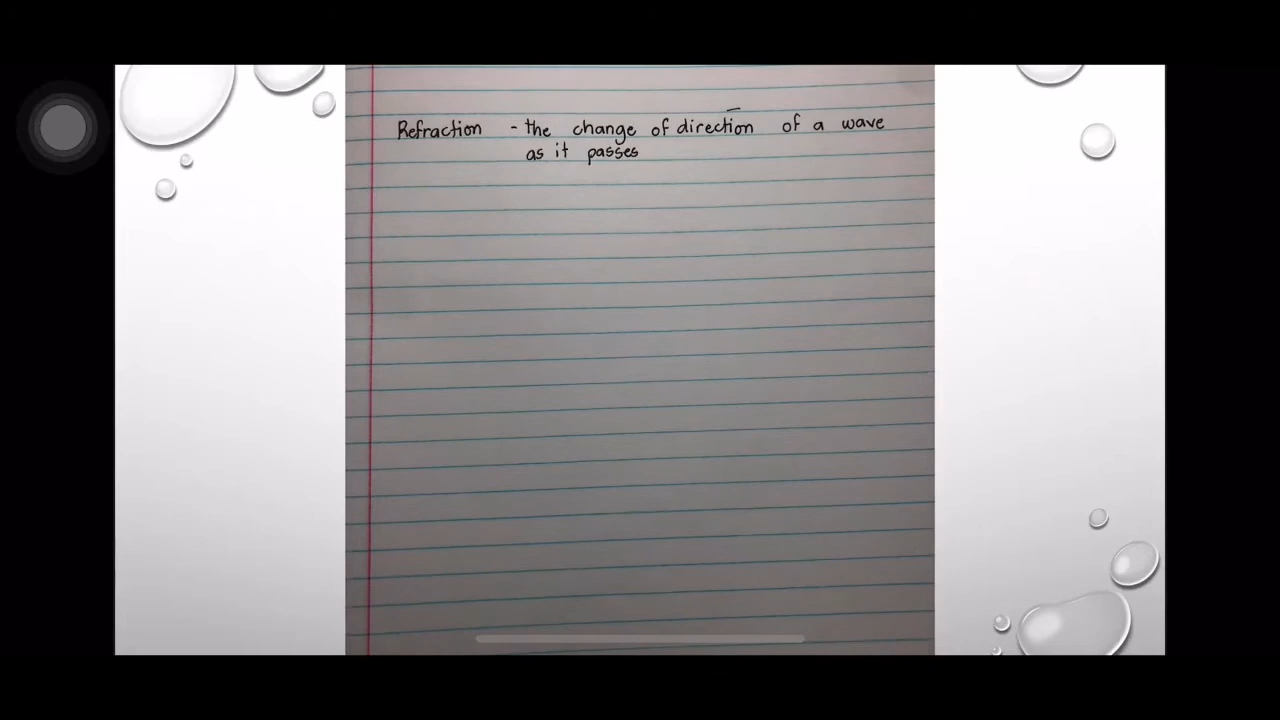 Refraction - the change of direction of a wave
as it passes